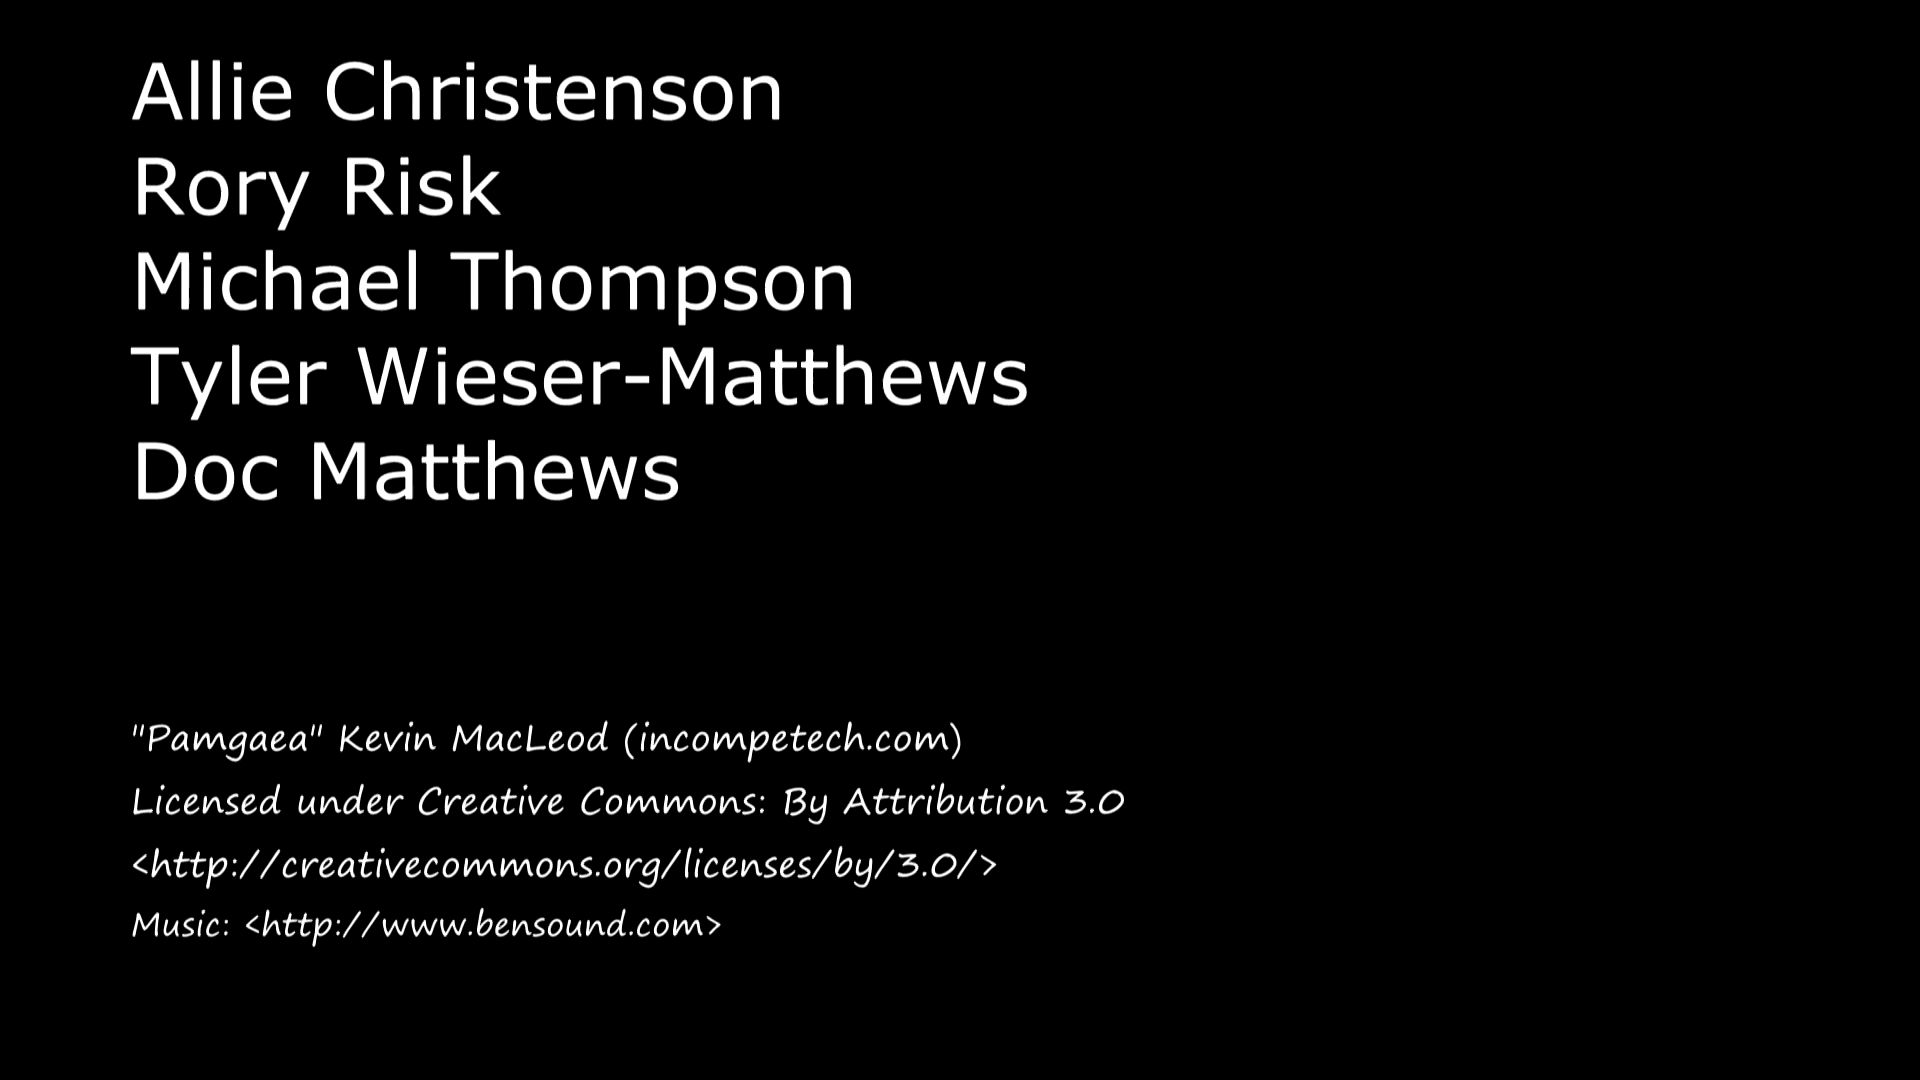 Allie Christenson
Rory Risk
Michael Thompson
Tyler Wieser-Matthews
Doc Matthews
"Pamgaea" Kevin MacLeod (incompetech.com)
Licensed under Creative Commons: By Attribution 3.0
<http://creativecommons.org/licenses/by/3.0/>
Music: <http://www.bensound.com>